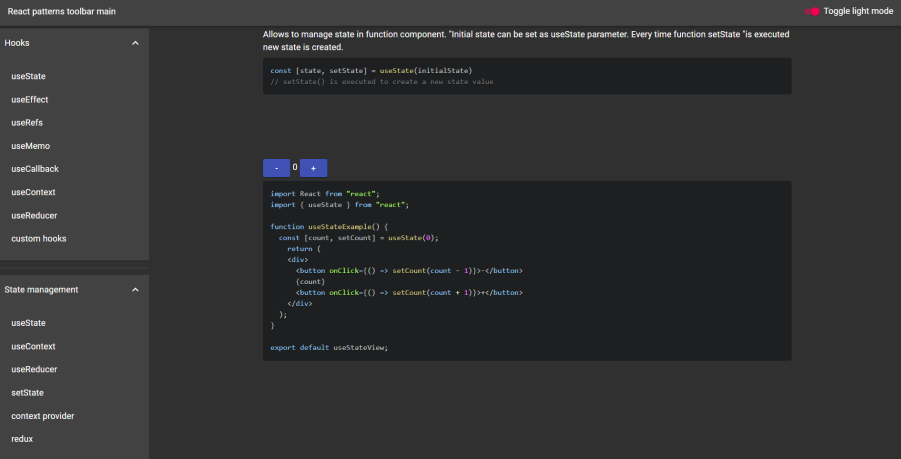 React patterns toolbar main
Toggle light mode
Hooks
useState
useEffect
useRefs
useMemo
useCallback
useContext
useReducer
custom hooks
State management
useState
useContext
useReducer
setState
context provider
redux
Allows to manage state in function component. "Initial state can be set as useState parameter. Every time function setState "is executed
new state is created.
const [state, setState] = useState(initialState)
// setState() is executed to create a new state value
- 0 +
import React from "react";
import { useState } from "react";
function useStateExample() {
const [count, setCount] = useState(0);
return (
<div>
<button onClick={() => setCount(count - 1)}>-</button>
{count}
<button onClick={() => setCount(count + 1)}>+</button>
</div>
);
}
export default useStateView;